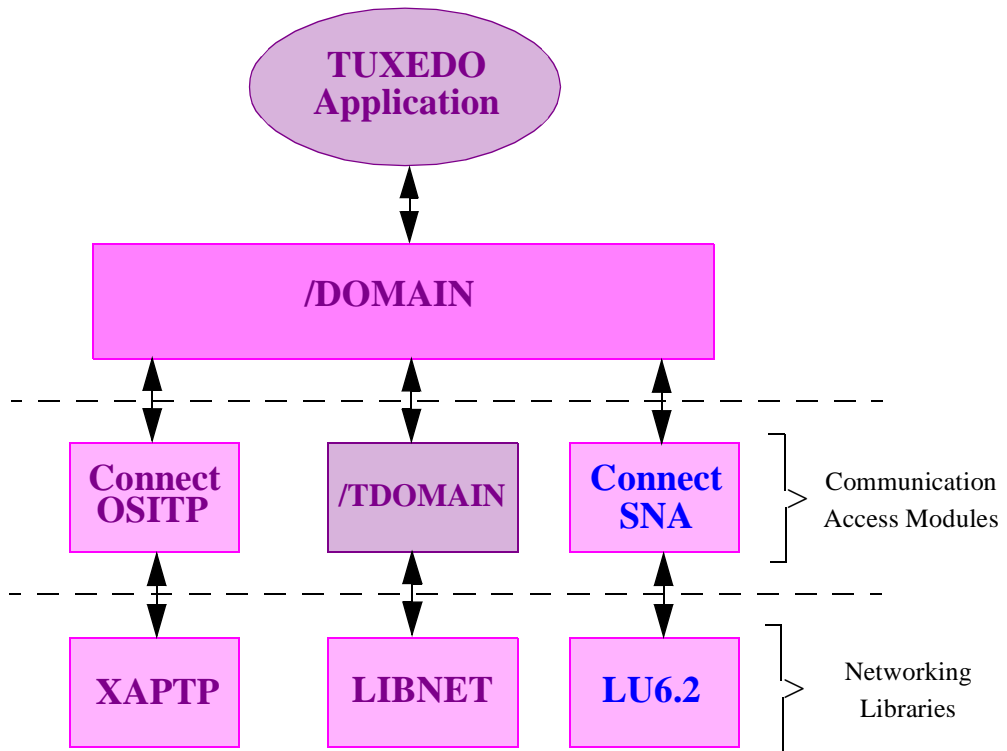 TUXEDO
Application
/DOMAIN
Connect
OSITP
/TDOMAIN
Connect
SNA
Communication
Access Modules
XAPTP
LIBNET
LU6.2
Networking
Libraries